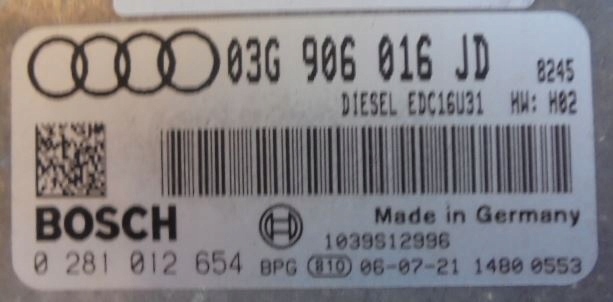 03G 906 016 JD 8245
DIESEL EDC16U31 HW: H02
BOSCH
Made in Germany
1039S12996
0 281 012 654 BPG 810 06-07-21 1480 0553